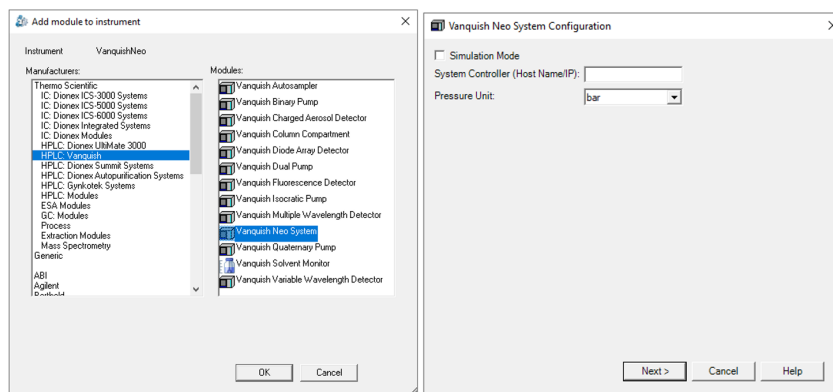 Add module to instrument
Instrument VanquishNeo
Manufacturers:
Thermo Scientific
IC: Dionex ICS-3000 Systems
IC: Dionex ICS-5000 Systems
IC: Dionex ICS-6000 Systems
IC: Dionex Integrated Systems
IC: Dionex Modules
HPLC: Dionex UltiMate 3000
HPLC: Vanquish
HPLC: Dionex Summit Systems
HPLC: Dionex Autopurification Systems
HPLC: Gynkotek Systems
HPLC: Modules
ESA Modules
GC: Modules
Process
Extraction Modules
Mass Spectrometry
Generic
ABI
Agilent
Modules:
Vanquish Autosampler
Vanquish Binary Pump
Vanquish Charged Aerosol Detector
Vanquish Column Compartment
Vanquish Diode Array Detector
Vanquish Dual Pump
Vanquish Fluorescence Detector
Vanquish Isocratic Pump
Vanquish Multiple Wavelength Detector
Vanquish Neo System
Vanquish Quaternary Pump
Vanquish Solvent Monitor
Vanquish Variable Wavelength Detector
OK Cancel
Vanquish Neo System Configuration
Simulation Mode
System Controller (Host Name/IP):
Pressure Unit: bar
Next > Cancel Help